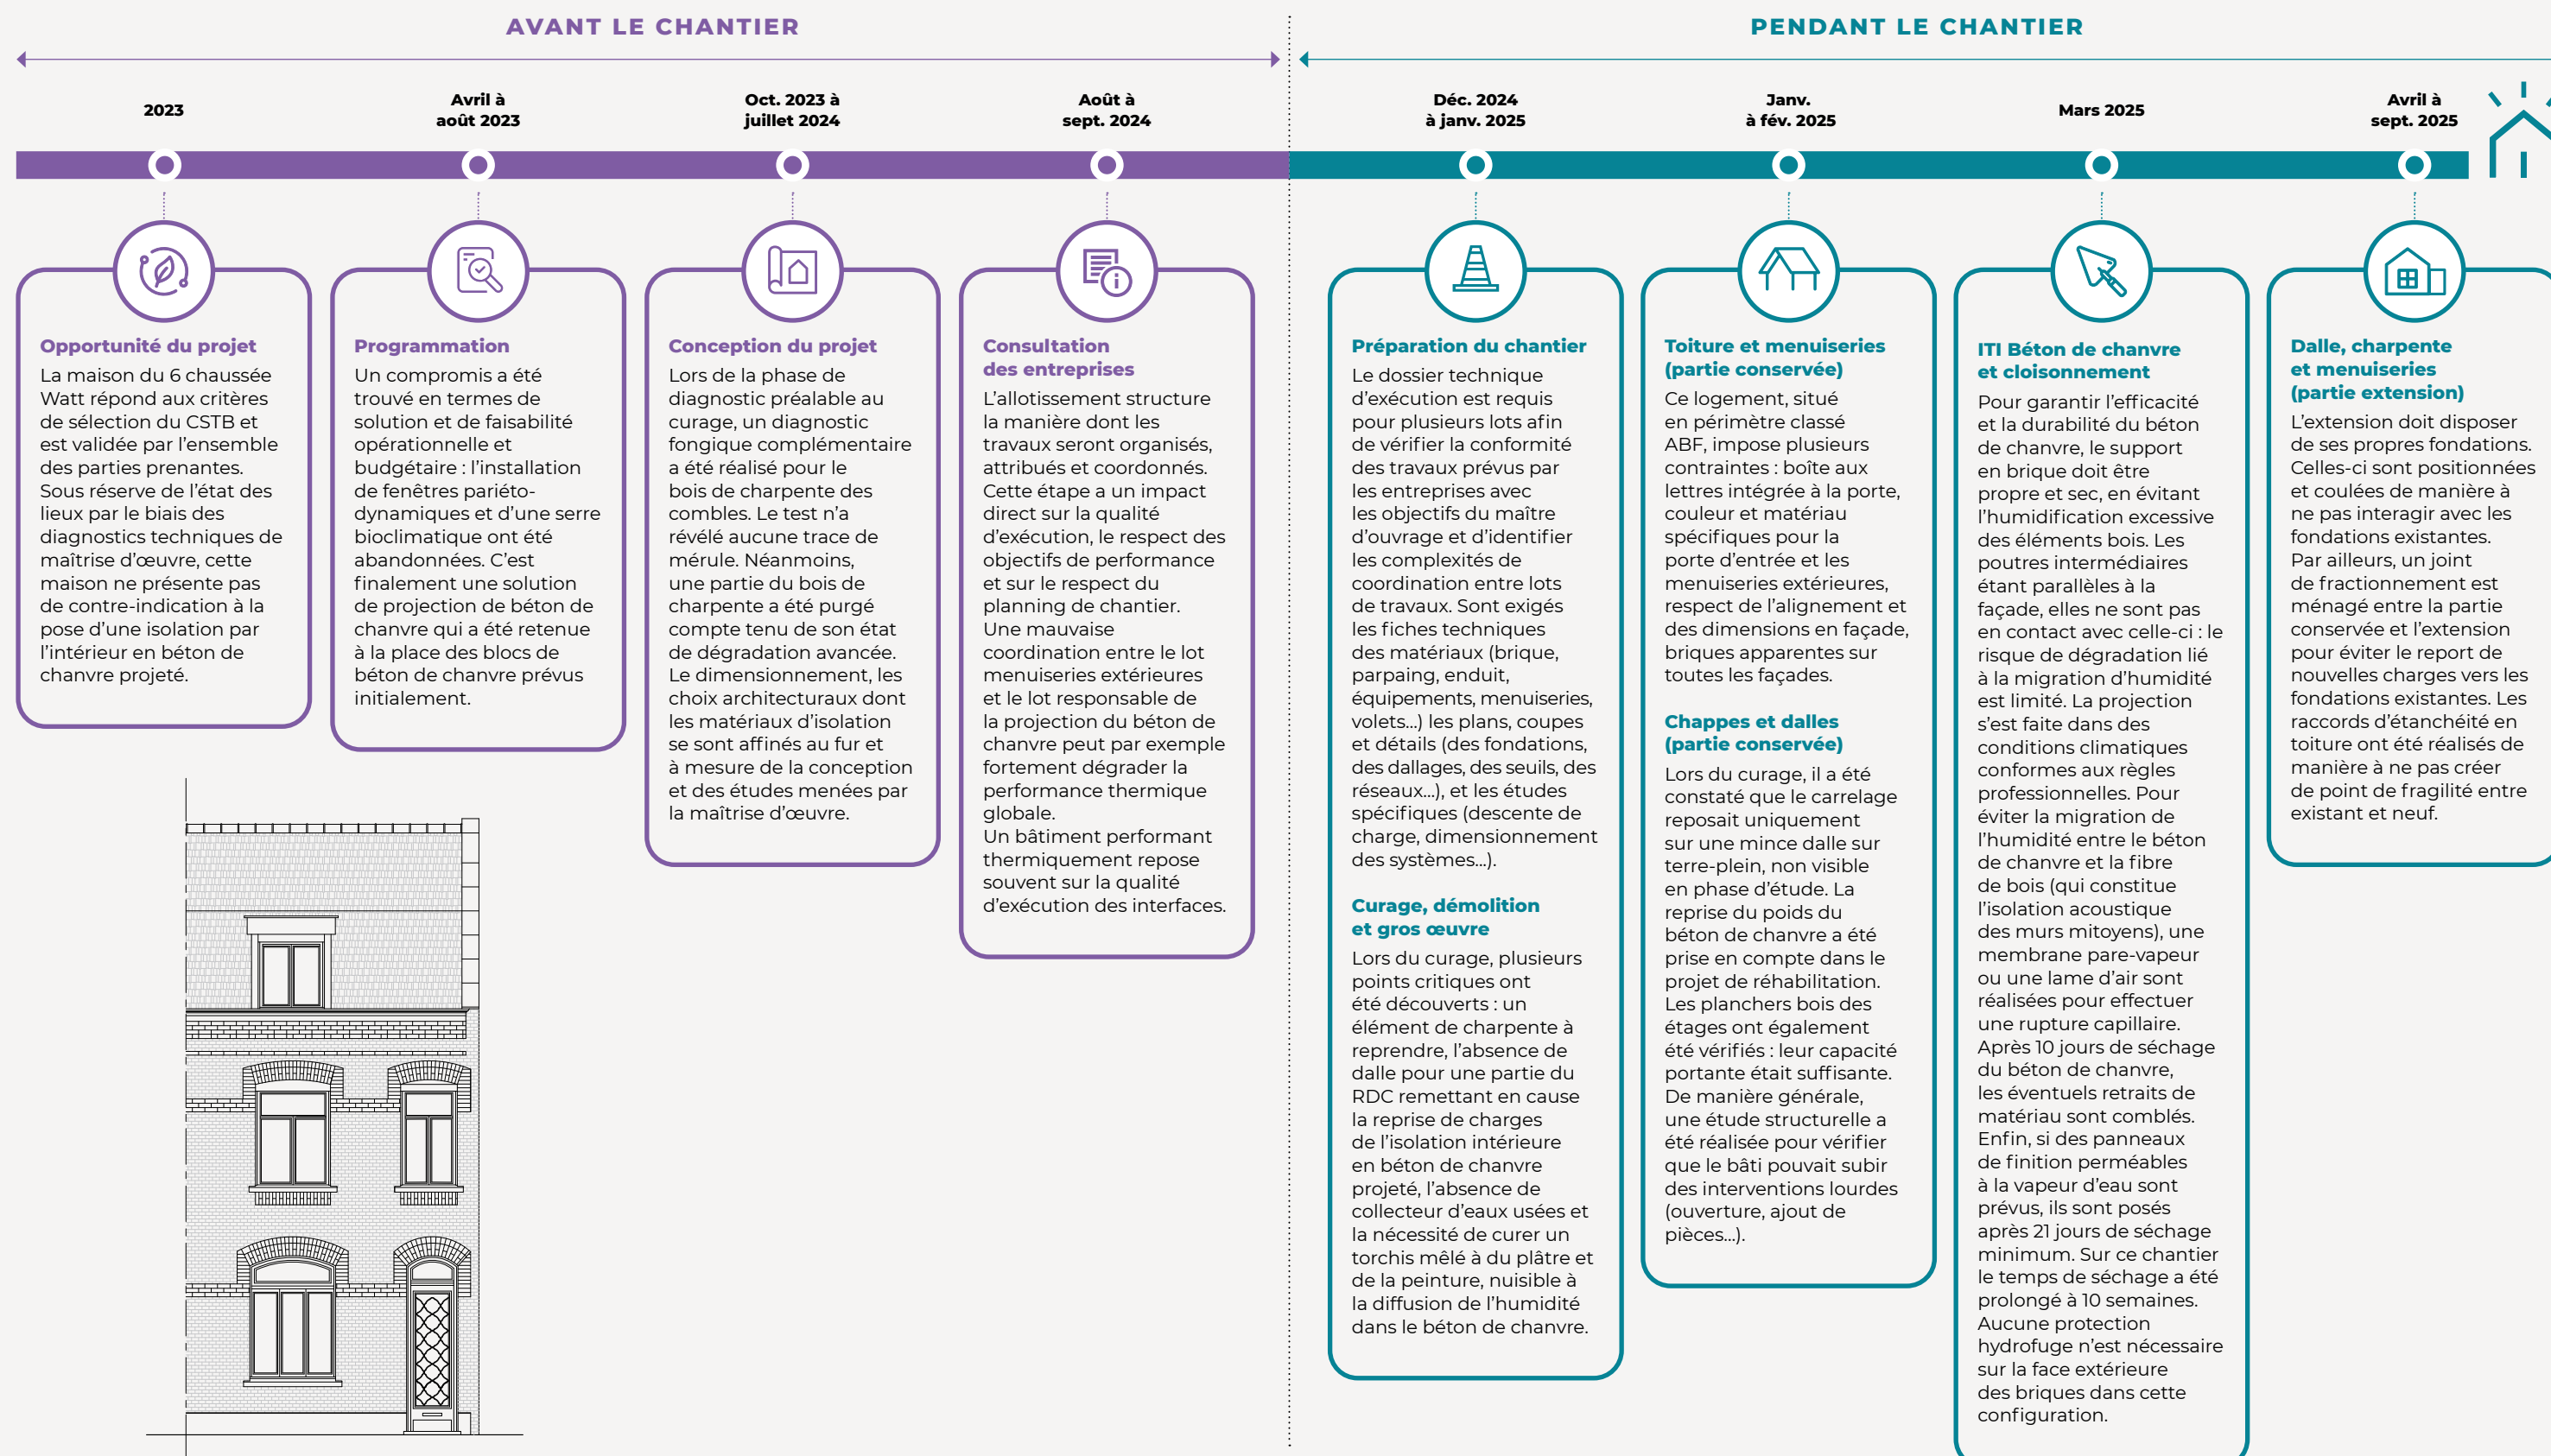 AVANT LE CHANTIER
PENDANT LE CHANTIER
2023
Avril à
août 2023
Oct. 2023 à
juillet 2024
Août à
sept. 2024
Déc. 2024
à janv. 2025
Janv.
à fév. 2025
Mars 2025
Avril à
sept. 2025
Opportunité du projet
La maison du 6 chaussée
Watt répond aux critères
de sélection du CSTB et
est validée par l’ensemble
des parties prenantes.
Sous réserve de l’état des
lieux par le biais des
diagnostics techniques de
maîtrise d’œuvre, cette
maison ne présente pas
de contre-indication à la
pose d’une isolation par
l’intérieur en béton de
chanvre projeté.
Programmation
Un compromis a été
trouvé en termes de
solution et de faisabilité
opérationnelle et
budgétaire : l’installation
de fenêtres pariéto-
dynamiques et d’une serre
bioclimatique ont été
abandonnées. C’est
finalement une solution
de projection de béton de
chanvre qui a été retenue
à la place des blocs de
béton de chanvre prévus
initialement.
Conception du projet
Lors de la phase de
diagnostic préalable au
curage, un diagnostic
fongique complémentaire
a été réalisé pour le
bois de charpente des
combles. Le test n’a
révélé aucune trace de
mérule. Néanmoins,
une partie du bois de
charpente a été purgé
compte tenu de son état
de dégradation avancée.
Le dimensionnement, les
choix architecturaux dont
les matériaux d’isolation
se sont affinés au fur et
à mesure de la conception
et des études menées par
la maîtrise d’œuvre.
Consultation
des entreprises
L’allotissement structure
la manière dont les
travaux seront organisés,
attribués et coordonnés.
Cette étape a un impact
direct sur la qualité
d’exécution, le respect des
objectifs de performance
et sur le respect du
planning de chantier.
Une mauvaise
coordination entre le lot
menuiseries extérieures
et le lot responsable de
la projection du béton de
chanvre peut par exemple
fortement dégrader la
performance thermique
globale.
Un bâtiment performant
thermiquement repose
souvent sur la qualité
d’exécution des interfaces.
Préparation du chantier
Le dossier technique
d’exécution est requis
pour plusieurs lots afin
de vérifier la conformité
des travaux prévus par
les entreprises avec
les objectifs du maître
d’ouvrage et d’identifier
les complexités de
coordination entre lots
de travaux. Sont exigés
les fiches techniques
des matériaux (brique,
parpaing, enduit,
équipements, menuiseries,
volets…) les plans, coupes
et détails (des fondations,
des dallages, des seuils, des
réseaux…), et les études
spécifiques (descente de
charge, dimensionnement
des systèmes…).
Curage, démolition
et gros œuvre
Lors du curage, plusieurs
points critiques ont
été découverts : un
élément de charpente à
reprendre, l’absence de
dalle pour une partie du
RDC remettant en cause
la reprise de charges
de l’isolation intérieure
en béton de chanvre
projeté, l’absence de
collecteur d’eaux usées et
la nécessité de curer un
torchis mêlé à du plâtre et
de la peinture, nuisible à
la diffusion de l’humidité
dans le béton de chanvre.
Toiture et menuiseries
(partie conservée)
Ce logement, situé
en périmètre classé
ABF, impose plusieurs
contraintes : boîte aux
lettres intégrée à la porte,
couleur et matériau
spécifiques pour la
porte d’entrée et les
menuiseries extérieures,
respect de l’alignement et
des dimensions en façade,
briques apparentes sur
toutes les façades.
Chappes et dalles
(partie conservée)
Lors du curage, il a été
constaté que le carrelage
reposait uniquement
sur une mince dalle sur
terre-plein, non visible
en phase d’étude. La
reprise du poids du
béton de chanvre a été
prise en compte dans le
projet de réhabilitation.
Les planchers bois des
étages ont également
été vérifiés : leur capacité
portante était suffisante.
De manière générale,
une étude structurelle a
été réalisée pour vérifier
que le bâti pouvait subir
des interventions lourdes
(ouverture, ajout de
pièces…).
ITI Béton de chanvre
et cloisonnement
Pour garantir l’efficacité
et la durabilité du béton
de chanvre, le support
en brique doit être
propre et sec, en évitant
l’humidification excessive
des éléments bois. Les
poutres intermédiaires
étant parallèles à la
façade, elles ne sont pas
en contact avec celle-ci : le
risque de dégradation lié
à la migration d’humidité
est limité. La projection
s’est faite dans des
conditions climatiques
conformes aux règles
professionnelles. Pour
éviter la migration de
l’humidité entre le béton
de chanvre et la fibre
de bois (qui constitue
l’isolation acoustique
des murs mitoyens), une
membrane pare-vapeur
ou une lame d’air sont
réalisées pour effectuer
une rupture capillaire.
Après 10 jours de séchage
du béton de chanvre,
les éventuels retraits de
matériau sont comblés.
Enfin, si des panneaux
de finition perméables
à la vapeur d’eau sont
prévus, ils sont posés
après 21 jours de séchage
minimum. Sur ce chantier
le temps de séchage a été
prolongé à 10 semaines.
Aucune protection
hydrofuge n’est nécessaire
sur la face extérieure
des briques dans cette
configuration.
Dalle, charpente
et menuiseries
(partie extension)
L’extension doit disposer
de ses propres fondations.
Celles-ci sont positionnées
et coulées de manière à
ne pas interagir avec les
fondations existantes.
Par ailleurs, un joint
de fractionnement est
ménagé entre la partie
conservée et l’extension
pour éviter le report de
nouvelles charges vers les
fondations existantes. Les
raccords d’étanchéité en
toiture ont été réalisés de
manière à ne pas créer
de point de fragilité entre
existant et neuf.